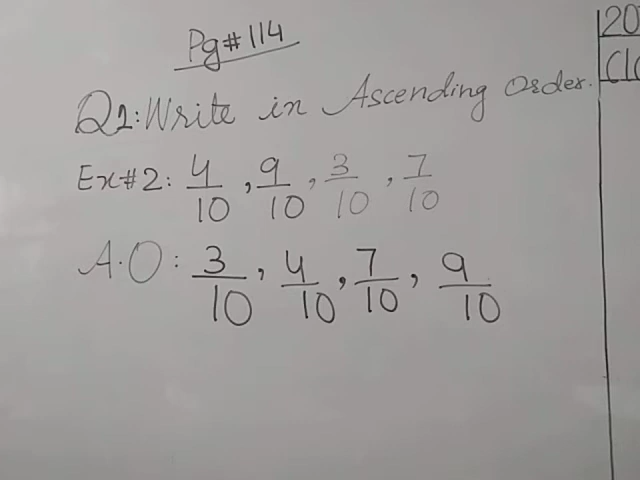 Pg#114
Q1: Write in Ascending Order.
Ex#2: 4/10, 9/10, 3/10, 7/10
A.O: 3/10, 4/10, 7/10, 9/10
20